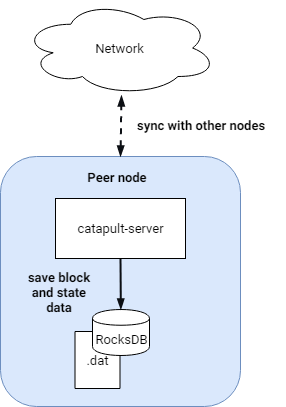 Network
sync with other nodes
Peer node
catapult-server
save block
and state
data
RocksDB
.dat